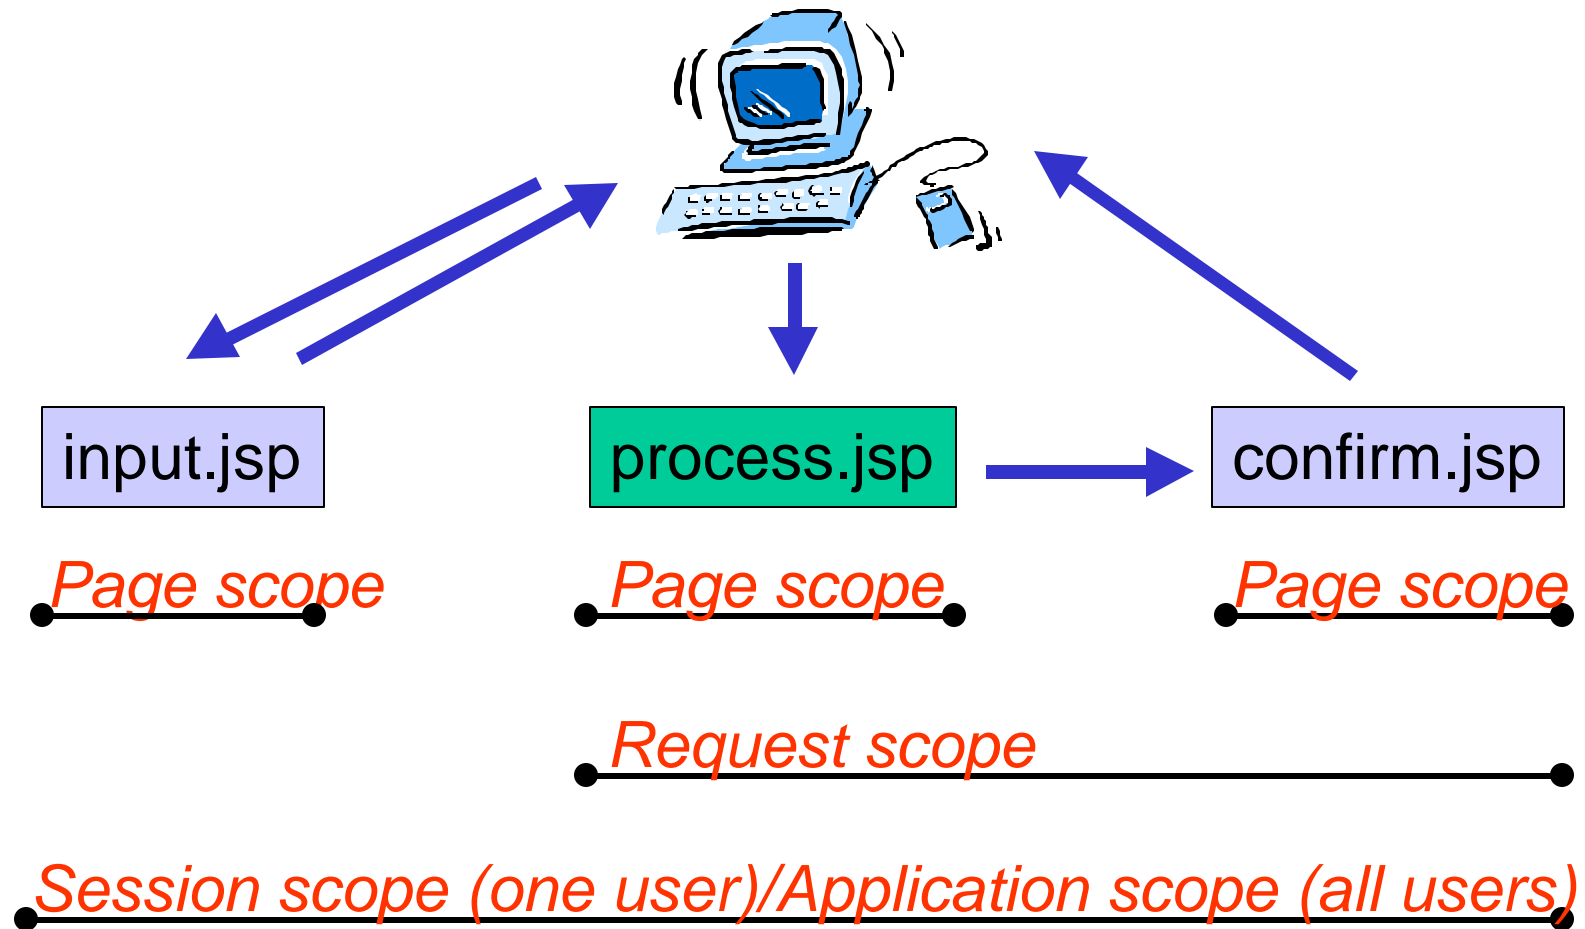 input.jsp
process.jsp
confirm.jsp
Page scope
Page scope
Page scope
Request scope
Session scope (one user)/Application scope (all users)